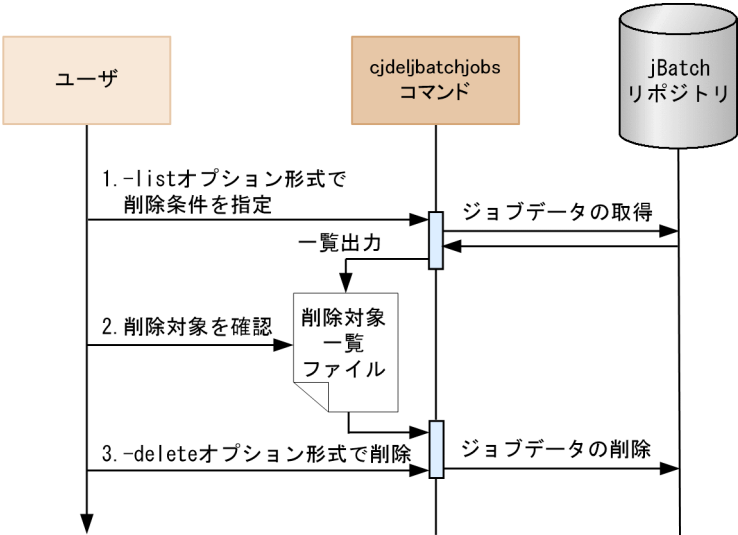 ユーザ
cjdeljbatchjobs
コマンド
jBatch
リポジトリ
1.-listオプション形式で
削除条件を指定
ジョブデータの取得
一覧出力
2.削除対象を確認
削除対象
一覧
ファイル
3.-deleteオプション形式で削除
ジョブデータの削除